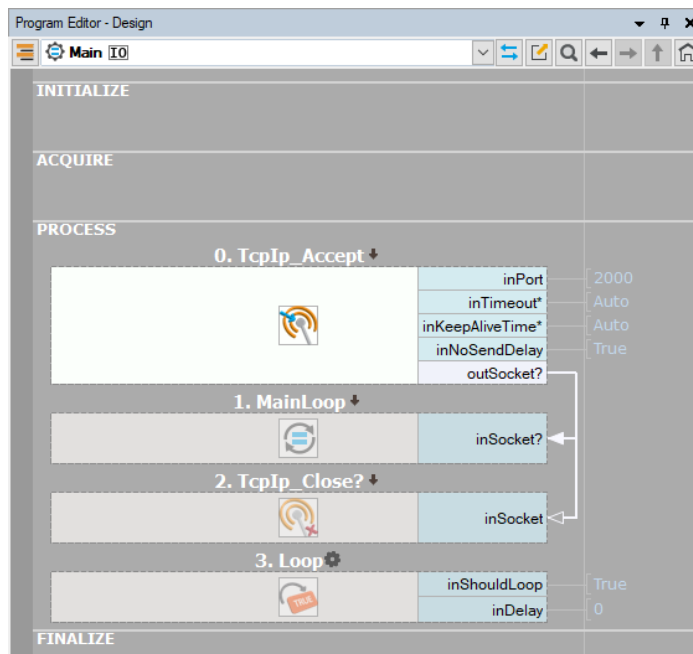 Program Editor - Design
Main IO
INITIALIZE
ACQUIRE
PROCESS
0. TcpIp_Accept
inPort 2000
inTimeout* Auto
inKeepAliveTime* Auto
inNoSendDelay True
outSocket?
1. MainLoop
inSocket?
2. TcpIp_Close?
inSocket
3. Loop
TRUE
inShouldLoop True
inDelay 0
FINALIZE